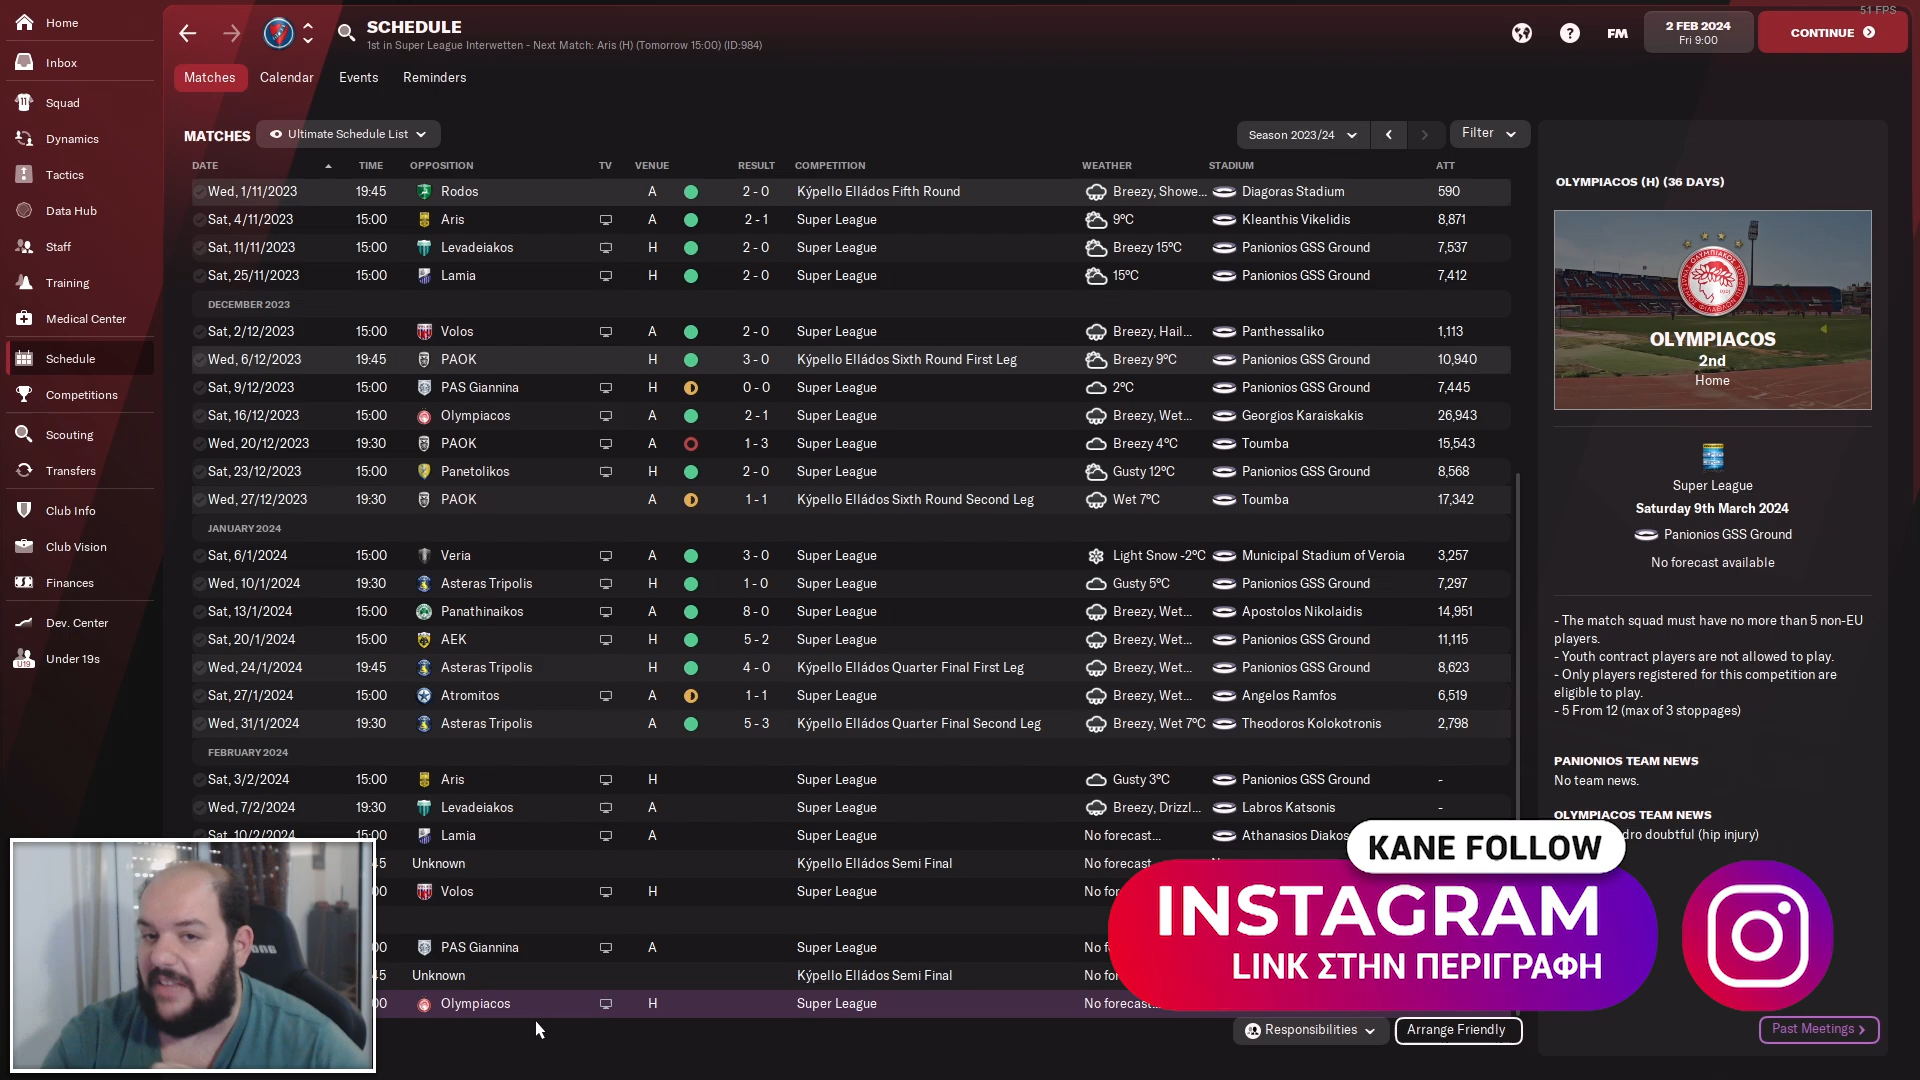 51 FPS
Home
Inbox
Squad
Dynamics
Tactics
Data Hub
Staff
Training
Medical Center
Schedule
Competitions
Scouting
Transfers
Club Info
Club Vision
Finances
Dev. Center
Under 19s
SCHEDULE
1st in Super League Interwetten - Next Match: Aris (H) (Tomorrow 15:00) (ID:984)
FM
2 FEB 2024
Fri 9:00
CONTINUE
Matches Calendar Events Reminders
MATCHES Ultimate Schedule List Season 2023/24 Filter
DATE TIME OPPOSITION TV VENUE RESULT COMPETITION WEATHER STADIUM ATT
Wed, 1/11/2023 19:45 Rodos A 2 - 0 Kýpello Elládos Fifth Round Breezy, Showe... Diagoras Stadium 590
Sat, 4/11/2023 15:00 Aris A 2 - 1 Super League 9ºC Kleanthis Vikelidis 8,871
Sat, 11/11/2023 15:00 Levadeiakos H 2 - 0 Super League Breezy 15ºC Panionios GSS Ground 7,537
Sat, 25/11/2023 15:00 Lamia H 2 - 0 Super League 15ºC Panionios GSS Ground 7,412
DECEMBER 2023
Sat, 2/12/2023 15:00 Volos A 2 - 0 Super League Breezy, Hail... Panthessaliko 1,113
Wed, 6/12/2023 19:45 PAOK H 3 - 0 Kýpello Elládos Sixth Round First Leg Breezy 9ºC Panionios GSS Ground 10,940
Sat, 9/12/2023 15:00 PAS Giannina H 0 - 0 Super League 2ºC Panionios GSS Ground 7,445
Sat, 16/12/2023 15:00 Olympiacos A 2 - 1 Super League Breezy, Wet... Georgios Karaiskakis 26,943
Wed, 20/12/2023 19:30 PAOK A 1 - 3 Super League Breezy 4ºC Toumba 15,543
Sat, 23/12/2023 15:00 Panetolikos H 2 - 0 Super League Gusty 12ºC Panionios GSS Ground 8,568
Wed, 27/12/2023 19:30 PAOK A 1 - 1 Kýpello Elládos Sixth Round Second Leg Wet 7ºC Toumba 17,342
JANUARY 2024
Sat, 6/1/2024 15:00 Veria A 3 - 0 Super League Light Snow -2ºC Municipal Stadium of Veroia 3,257
Wed, 10/1/2024 19:30 Asteras Tripolis H 1 - 0 Super League Gusty 5ºC Panionios GSS Ground 7,297
Sat, 13/1/2024 15:00 Panathinaikos A 8 - 0 Super League Breezy, Wet... Apostolos Nikolaidis 14,951
Sat, 20/1/2024 15:00 AEK H 5 - 2 Super League Breezy, Wet... Panionios GSS Ground 11,115
Wed, 24/1/2024 19:45 Asteras Tripolis H 4 - 0 Kýpello Elládos Quarter Final First Leg Breezy, Wet... Panionios GSS Ground 8,623
Sat, 27/1/2024 15:00 Atromitos A 1 - 1 Super League Breezy, Wet... Angelos Ramfos 6,519
Wed, 31/1/2024 19:30 Asteras Tripolis A 5 - 3 Kýpello Elládos Quarter Final Second Leg Breezy, Wet 7ºC Theodoros Kolokotronis 2,798
FEBRUARY 2024
Sat, 3/2/2024 15:00 Aris H Super League Gusty 3ºC Panionios GSS Ground -
Wed, 7/2/2024 19:30 Levadeiakos A Super League Breezy, Drizzl... Labros Katsonis -
Sat, 10/2/2024 15:00 Lamia A Super League No forecast... Athanasios Diakos
Unknown Kýpello Elládos Semi Final No forecast
Volos H Super League No for
PAS Giannina A Super League No f
Unknown Kýpello Elládos Semi Final No fo
Olympiacos H Super League No forecast...
Responsibilities Arrange Friendly
OLYMPIACOS (H) (36 DAYS)
OLYMPIACOS
2nd
Home
Super League
Saturday 9th March 2024
Panionios GSS Ground
No forecast available
- The match squad must have no more than 5 non-EU
players.
- Youth contract players are not allowed to play.
- Only players registered for this competition are
eligible to play.
- 5 From 12 (max of 3 stoppages)
PANIONIOS TEAM NEWS
No team news.
OLYMPIACOS TEAM NEWS
dro doubtful (hip injury)
KANE FOLLOW
INSTAGRAM
LINK ΣΤΗΝ ΠΕΡΙΓΡΑΦΗ
Past Meetings